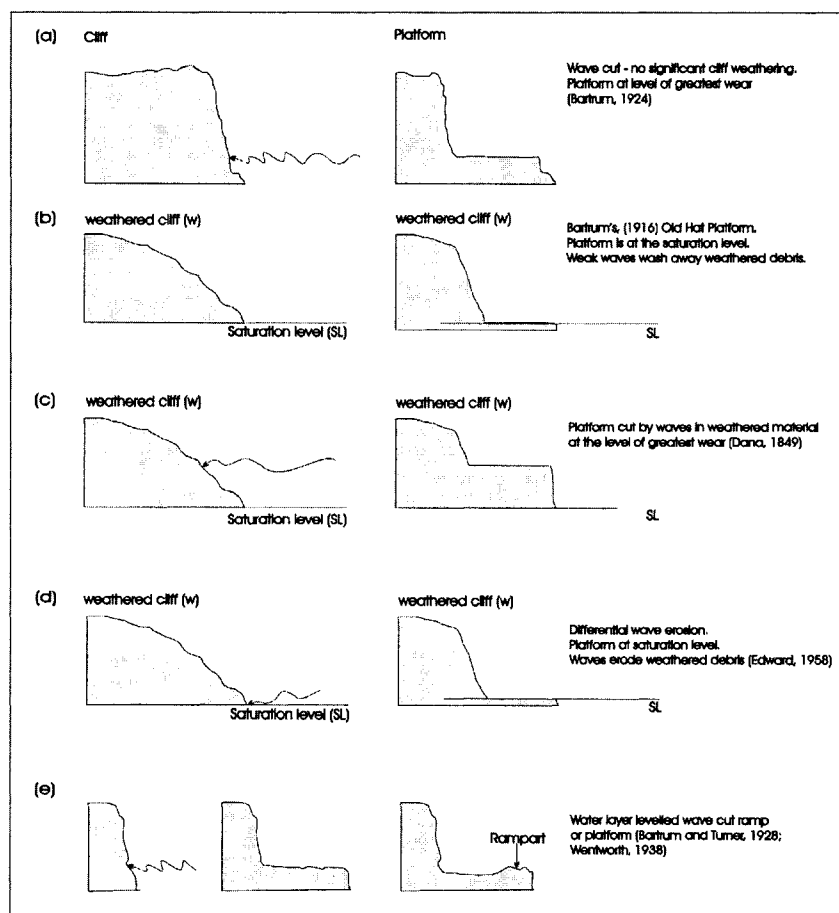 (a)
Cliff
Platform
Wave cut - no significant cliff weathering.
Platform at level of greatest wear
(Bartrum, 1924)
(b)
weathered cliff (w)
weathered cliff (w)
Bartrum's, (1916) Old Hat Platform.
Platform is at the saturation level.
Weak waves wash away weathered debris.
Saturation level (SL)
SL
(c)
weathered cliff (w)
weathered cliff (w)
Platform cut by waves in weathered material
at the level of greatest wear (Dana, 1849)
Saturation level (SL)
SL
(d)
weathered cliff (w)
weathered cliff (w)
Differential wave erosion.
Platform at saturation level.
Waves erode weathered debris (Edward, 1958)
Saturation level (SL)
SL
(e)
Rampart
Water layer levelled wave cut ramp
or platform (Bartrum and Turner, 1928;
Wentworth, 1938)